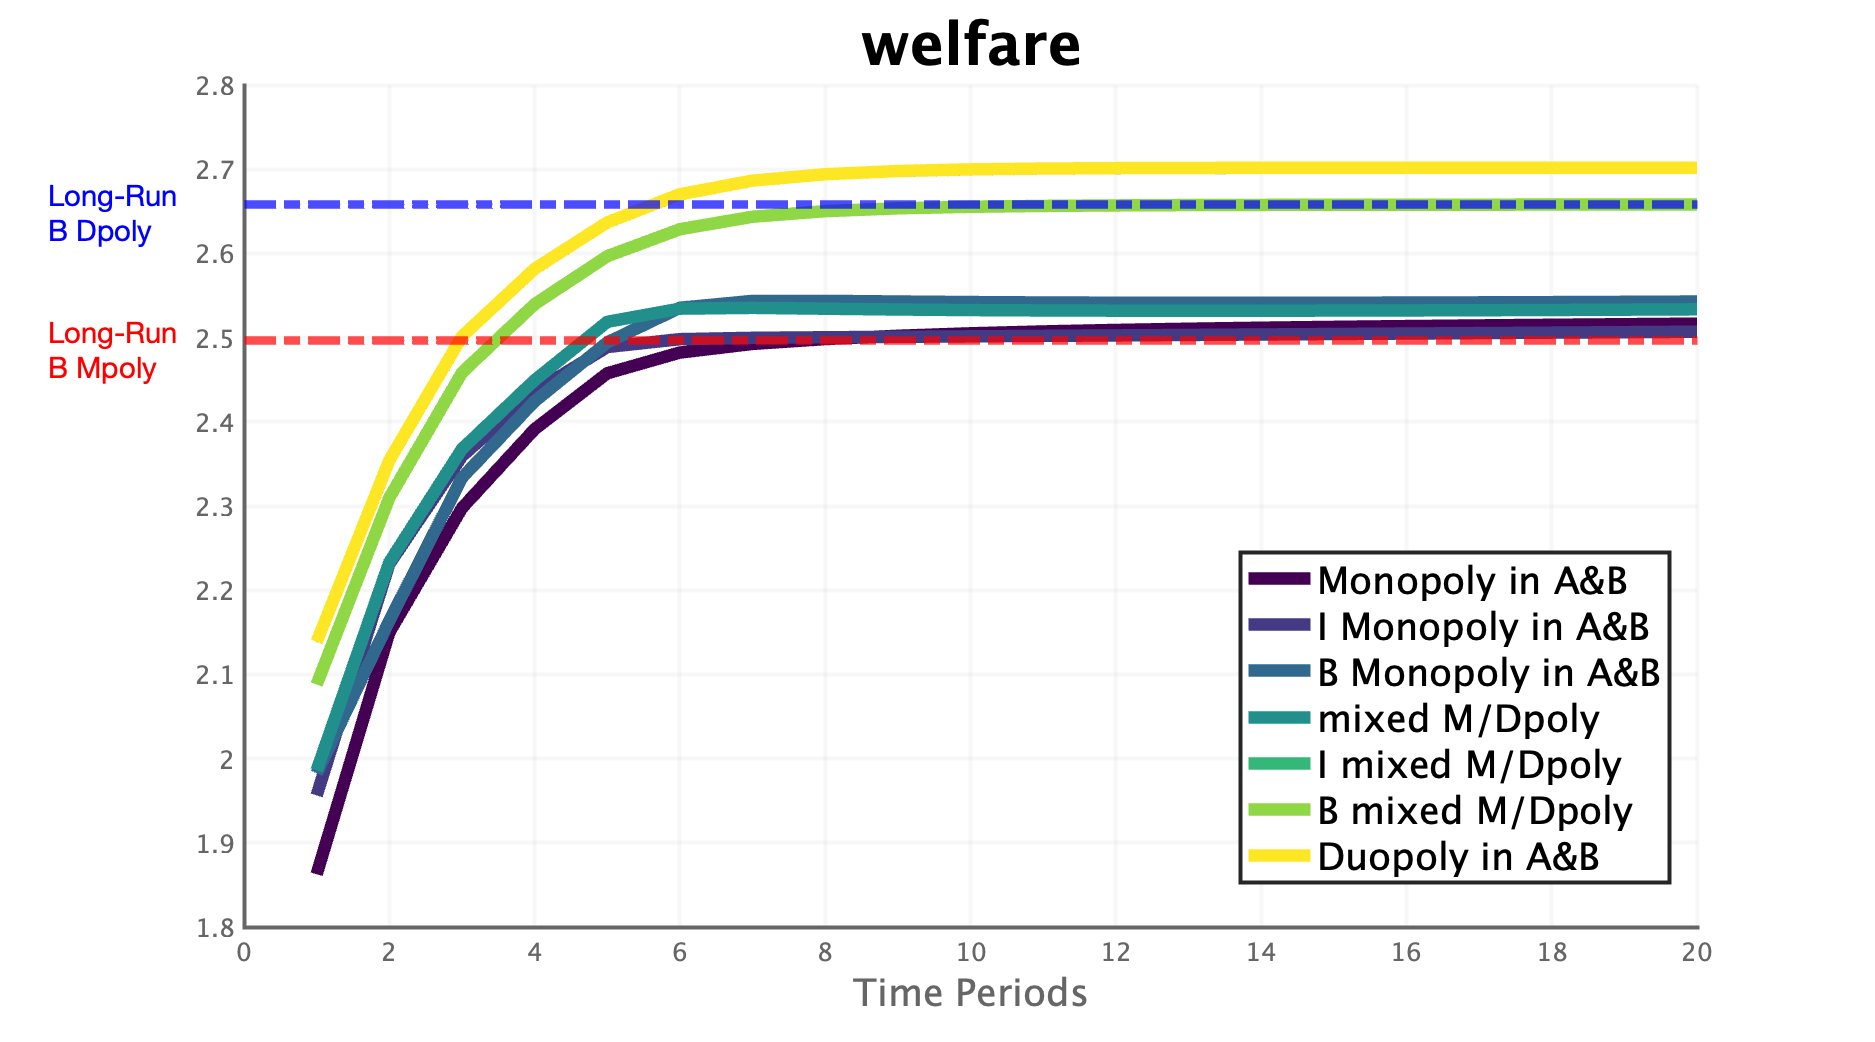 welfare
2.8
2.7
2.6
2.5
2.4
2.3
2.2
2.1
2
1.9
1.8
Long-Run
B Dpoly
Long-Run
B Mpoly
Monopoly in A&B
I Monopoly in A&B
B Monopoly in A&B
mixed M/Dpoly
I mixed M/Dpoly
B mixed M/Dpoly
Duopoly in A&B
0 2 4 6 8 10 12 14 16 18 20
Time Periods